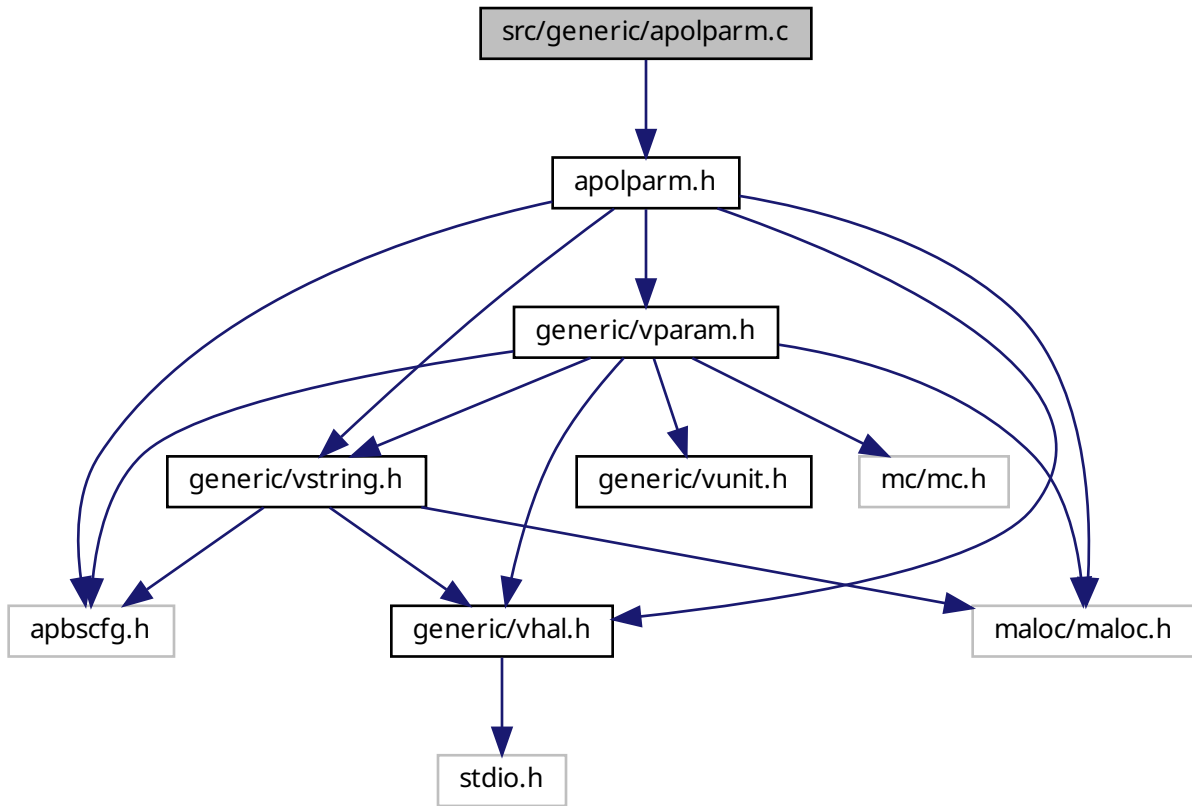 src/generic/apolparm.c
apolparm.h
generic/vparam.h
generic/vstring.h
generic/vunit.h
mc/mc.h
apbscfg.h
generic/vhal.h
maloc/maloc.h
stdio.h